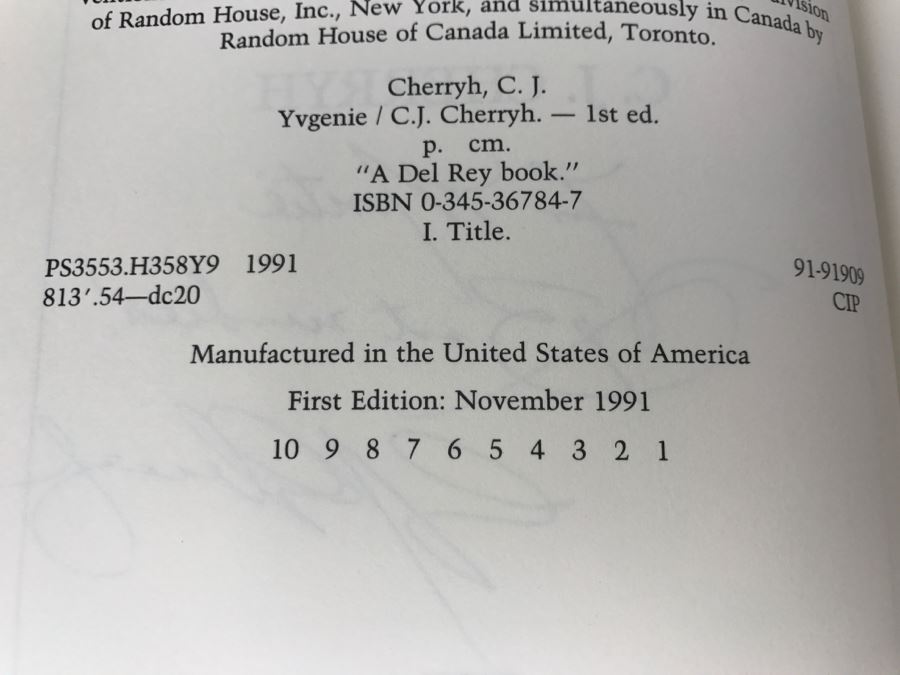 of Random House, Inc., New York, and simultaneously in Canada by
Random House of Canada Limited, Toronto.
Cherryh, C. J.
Yvgenie / C.J. Cherryh. — 1st ed.
p. cm.
"A Del Rey book."
ISBN 0-345-36784-7
I. Title.
PS3553.H358Y9 1991 91-91909
813′.54—dc20 CIP
Manufactured in the United States of America
First Edition: November 1991
10 9 8 7 6 5 4 3 2 1